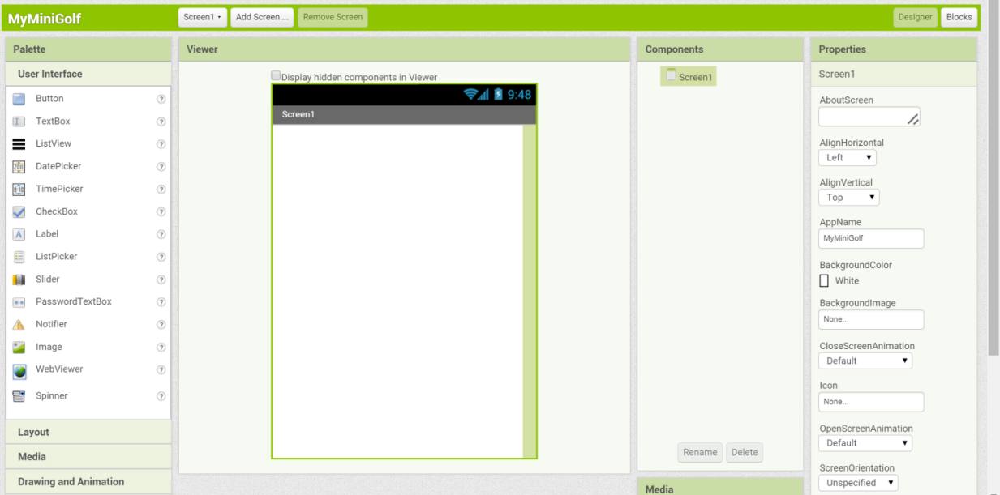 MyMiniGolf
Screen1
Add Screen ...
Remove Screen
Designer
Blocks
Palette
User Interface
Button
TextBox
ListView
DatePicker
TimePicker
CheckBox
Label
ListPicker
Slider
PasswordTextBox
Notifier
Image
WebViewer
Spinner
Layout
Media
Drawing and Animation
Viewer
Display hidden components in Viewer
9:48
Screen1
Components
Screen1
Rename
Delete
Media
Properties
Screen1
AboutScreen
AlignHorizontal
Left
AlignVertical
Top
AppName
MyMiniGolf
BackgroundColor
White
BackgroundImage
None...
CloseScreenAnimation
Default
Icon
None...
OpenScreenAnimation
Default
ScreenOrientation
Unspecified